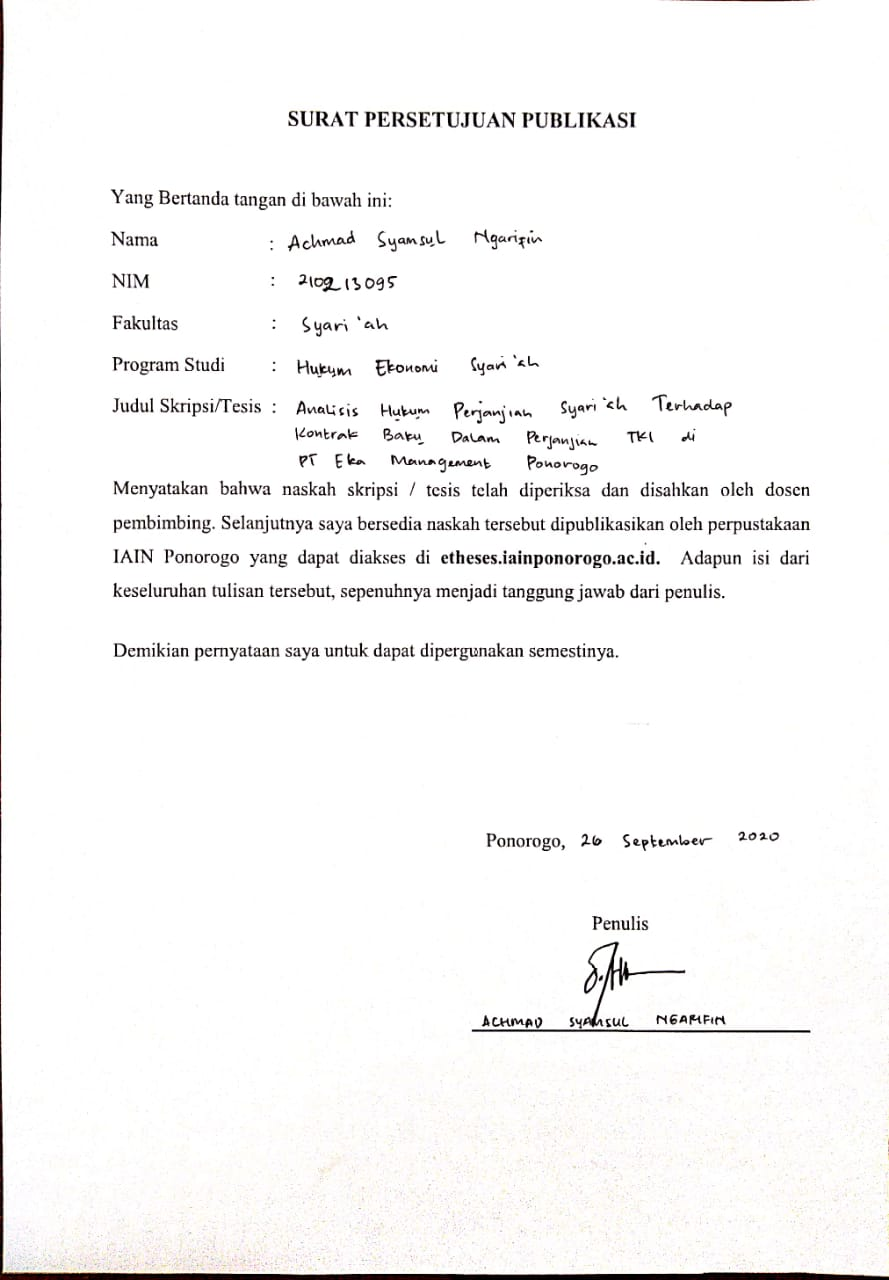 SURAT PERSETUJUAN PUBLIKASI
Yang Bertanda tangan di bawah ini:
Nama : Achmad Syamsul Ngarifin
NIM : 210213095
Fakultas : Syari'ah
Program Studi : Hukum Ekonomi Syari'ah
Judul Skripsi/Tesis : Analisis Hukum Perjanjian Syari'ah Terhadap
Kontrak Baku Dalam Perjanjian TKI di
PT Eka Management Ponorogo
Menyatakan bahwa naskah skripsi / tesis telah diperiksa dan disahkan oleh dosen
pembimbing. Selanjutnya saya bersedia naskah tersebut dipublikasikan oleh perpustakaan
IAIN Ponorogo yang dapat diakses di etheses.iainponorogo.ac.id. Adapun isi dari
keseluruhan tulisan tersebut, sepenuhnya menjadi tanggung jawab dari penulis.
Demikian pernyataan saya untuk dapat dipergunakan semestinya.
Ponorogo, 26 September 2020
Penulis
ACHMAD SYAMSUL NGARIFIN